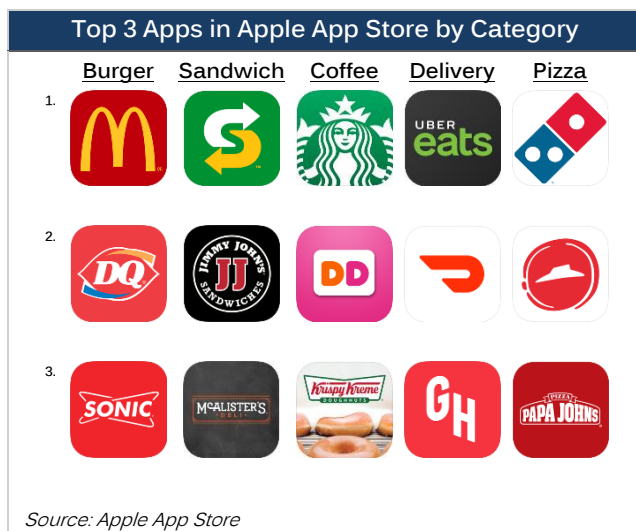 Top 3 Apps in Apple App Store by Category
Burger Sandwich Coffee Delivery Pizza
1.
UBER
eats
2.
DQ
JIMMY JOHN'S
JJ
SANDWICHES
DD
3.
SONIC
MCALISTER'S
DELI
Krispy Kreme
DOUGHNUTS
GH
PIZZA
PAPA JOHNS
Source: Apple App Store